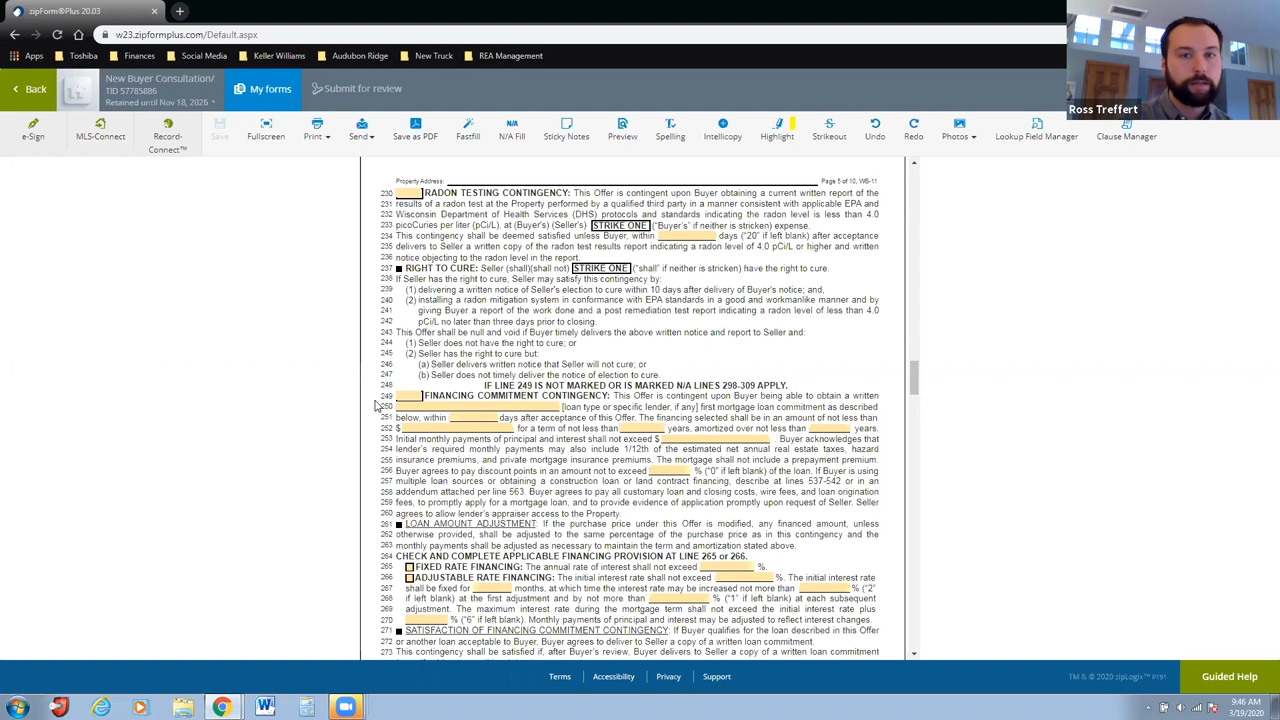 zipForm®Plus 20.03
w23.zipformplus.com/Default.aspx
Apps Toshiba Finances Social Media Keller Williams Audubon Ridge New Truck REA Management
Back
New Buyer Consultation/
TID 57785886
Retained until Nov 18, 2026
My forms
Submit for review
Ross Treffert
e-Sign MLS-Connect Record-Connect™ Save Fullscreen Print Send Save as PDF Fastfill N/A Fill Sticky Notes Preview Spelling Intellicopy Highlight Strikeout Undo Redo Photos Lookup Field Manager Clause Manager
Property Address: Page 5 of 10, WB-11
230 RADON TESTING CONTINGENCY: This Offer is contingent upon Buyer obtaining a current written report of the
231 results of a radon test at the Property performed by a qualified third party in a manner consistent with applicable EPA and
232 Wisconsin Department of Health Services (DHS) protocols and standards indicating the radon level is less than 4.0
233 picoCuries per liter (pCi/L), at (Buyer's) (Seller's) STRIKE ONE ("Buyer's" if neither is stricken) expense.
234 This contingency shall be deemed satisfied unless Buyer, within days ("20" if left blank) after acceptance
235 delivers to Seller a written copy of the radon test results report indicating a radon level of 4.0 pCi/L or higher and written
236 notice objecting to the radon level in the report.
237 ■ RIGHT TO CURE: Seller (shall)(shall not) STRIKE ONE ("shall" if neither is stricken) have the right to cure.
238 If Seller has the right to cure, Seller may satisfy this contingency by:
239 (1) delivering a written notice of Seller's election to cure within 10 days after delivery of Buyer's notice; and,
240 (2) installing a radon mitigation system in conformance with EPA standards in a good and workmanlike manner and by
241 giving Buyer a report of the work done and a post remediation test report indicating a radon level of less than 4.0
242 pCi/L no later than three days prior to closing.
243 This Offer shall be null and void if Buyer timely delivers the above written notice and report to Seller and:
244 (1) Seller does not have the right to cure; or
245 (2) Seller has the right to cure but:
246 (a) Seller delivers written notice that Seller will not cure; or
247 (b) Seller does not timely deliver the notice of election to cure.
248 IF LINE 249 IS NOT MARKED OR IS MARKED N/A LINES 298-309 APPLY.
249 FINANCING COMMITMENT CONTINGENCY: This Offer is contingent upon Buyer being able to obtain a written
250 [loan type or specific lender, if any] first mortgage loan commitment as described
251 below, within days after acceptance of this Offer. The financing selected shall be in an amount of not less than
252 $ for a term of not less than years, amortized over not less than years.
253 Initial monthly payments of principal and interest shall not exceed $ . Buyer acknowledges that
254 lender's required monthly payments may also include 1/12th of the estimated net annual real estate taxes, hazard
255 insurance premiums, and private mortgage insurance premiums. The mortgage shall not include a prepayment premium.
256 Buyer agrees to pay discount points in an amount not to exceed % ("0" if left blank) of the loan. If Buyer is using
257 multiple loan sources or obtaining a construction loan or land contract financing, describe at lines 537-542 or in an
258 addendum attached per line 563. Buyer agrees to pay all customary loan and closing costs, wire fees, and loan origination
259 fees, to promptly apply for a mortgage loan, and to provide evidence of application promptly upon request of Seller. Seller
260 agrees to allow lender's appraiser access to the Property.
261 ■ LOAN AMOUNT ADJUSTMENT: If the purchase price under this Offer is modified, any financed amount, unless
262 otherwise provided, shall be adjusted to the same percentage of the purchase price as in this contingency and the
263 monthly payments shall be adjusted as necessary to maintain the term and amortization stated above.
264 CHECK AND COMPLETE APPLICABLE FINANCING PROVISION AT LINE 265 or 266.
265 FIXED RATE FINANCING: The annual rate of interest shall not exceed %.
266 ADJUSTABLE RATE FINANCING: The initial interest rate shall not exceed %. The initial interest rate
267 shall be fixed for months, at which time the interest rate may be increased not more than % ("2"
268 if left blank) at the first adjustment and by not more than % ("1" if left blank) at each subsequent
269 adjustment. The maximum interest rate during the mortgage term shall not exceed the initial interest rate plus
270 % ("6" if left blank). Monthly payments of principal and interest may be adjusted to reflect interest changes.
271 ■ SATISFACTION OF FINANCING COMMITMENT CONTINGENCY: If Buyer qualifies for the loan described in this Offer
272 or another loan acceptable to Buyer, Buyer agrees to deliver to Seller a copy of a written loan commitment.
273 This contingency shall be satisfied if, after Buyer's review, Buyer delivers to Seller a copy of a written loan commitment
Terms Accessibility Privacy Support
TM & © 2020 zipLogix™ P191
Guided Help
9:46 AM
3/19/2020